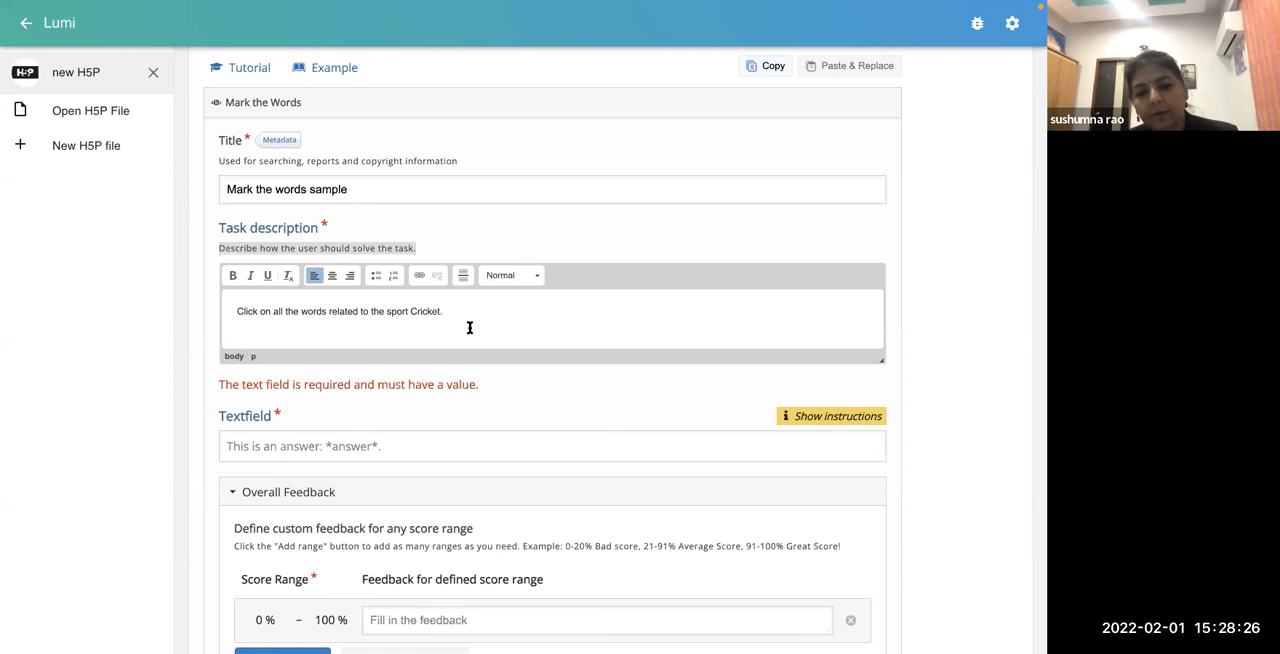 Lumi
H-P new H5P
Open H5P File
New H5P file
Tutorial Example
Copy Paste & Replace
Mark the Words
Title* Metadata
Used for searching, reports and copyright information
Mark the words sample
Task description*
Describe how the user should solve the task.
B I U Tx Normal
Click on all the words related to the sport Cricket.
body p
The text field is required and must have a value.
Textfield* Show instructions
This is an answer: *answer*.
Overall Feedback
Define custom feedback for any score range
Click the "Add range" button to add as many ranges as you need. Example: 0-20% Bad score, 21-91% Average Score, 91-100% Great Score!
Score Range* Feedback for defined score range
0 % – 100 % Fill in the feedback
sushumna rao
2022-02-01 15:28:26